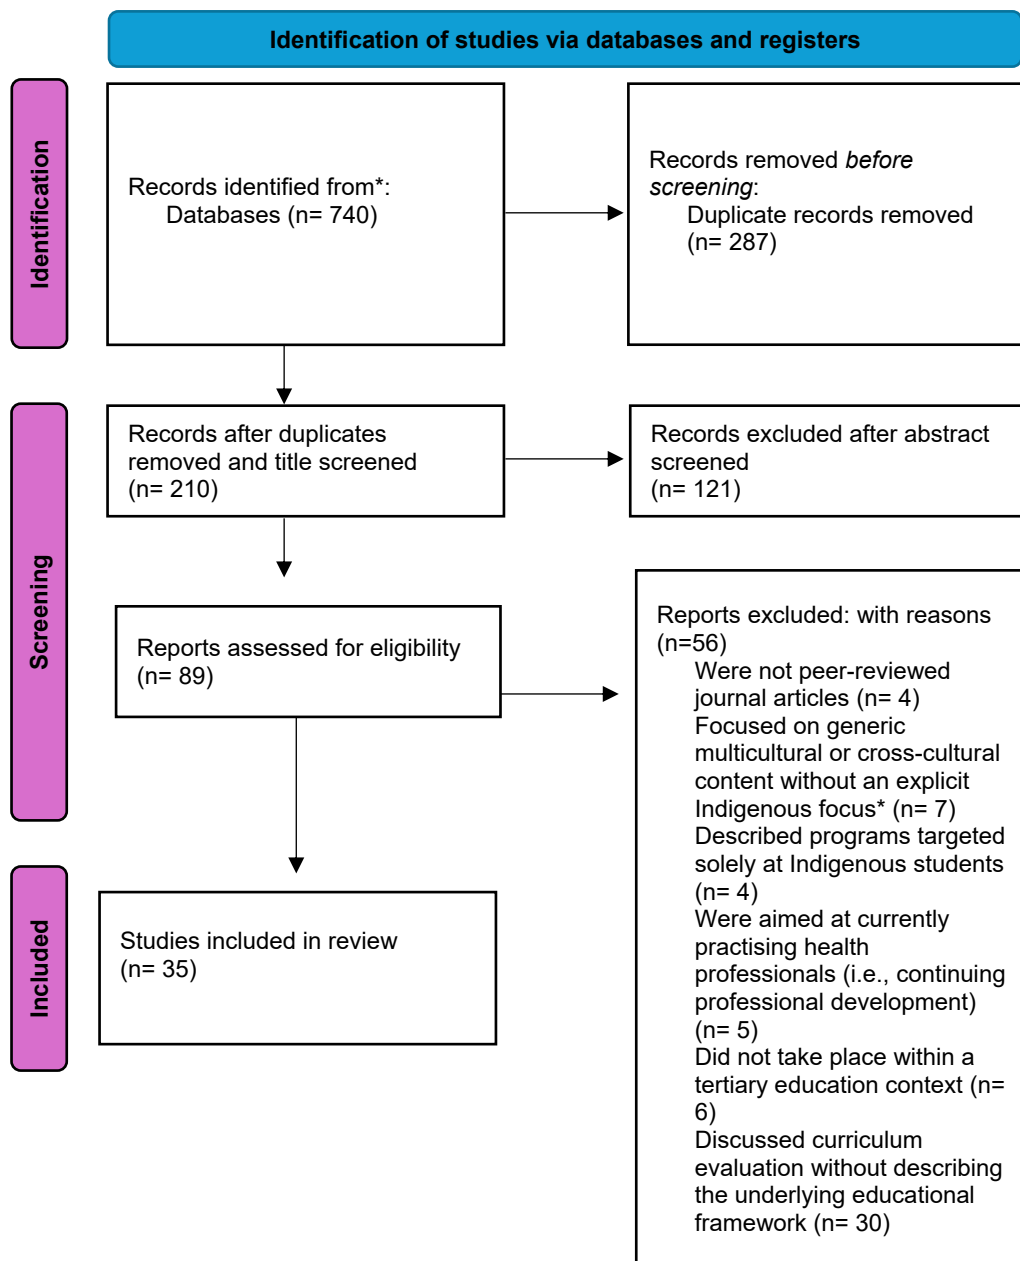 Identification of studies via databases and registers
Identification
Records identified from*:
Databases (n= 740)
Records removed before
screening:
Duplicate records removed
(n= 287)
Screening
Records after duplicates
removed and title screened
(n= 210)
Records excluded after abstract
screened
(n= 121)
Reports assessed for eligibility
(n= 89)
Reports excluded: with reasons
(n=56)
Were not peer-reviewed
journal articles (n= 4)
Focused on generic
multicultural or cross-cultural
content without an explicit
Indigenous focus* (n= 7)
Described programs targeted
solely at Indigenous students
(n= 4)
Were aimed at currently
practising health
professionals (i.e., continuing
professional development)
(n= 5)
Did not take place within a
tertiary education context (n=
6)
Discussed curriculum
evaluation without describing
the underlying educational
framework (n= 30)
Included
Studies included in review
(n= 35)